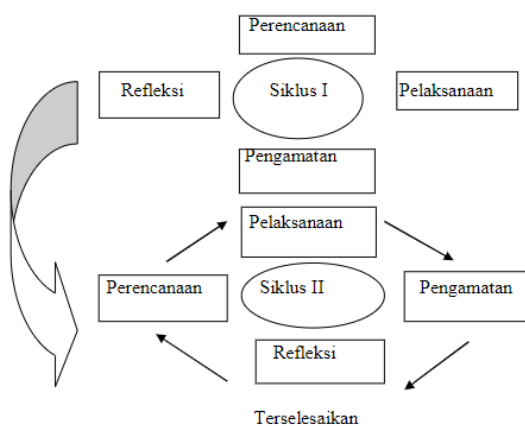 Perencanaan
Refleksi
Siklus I
Pelaksanaan
Pengamatan
Pelaksanaan
Perencanaan
Siklus II
Pengamatan
Refleksi
Terselesaikan